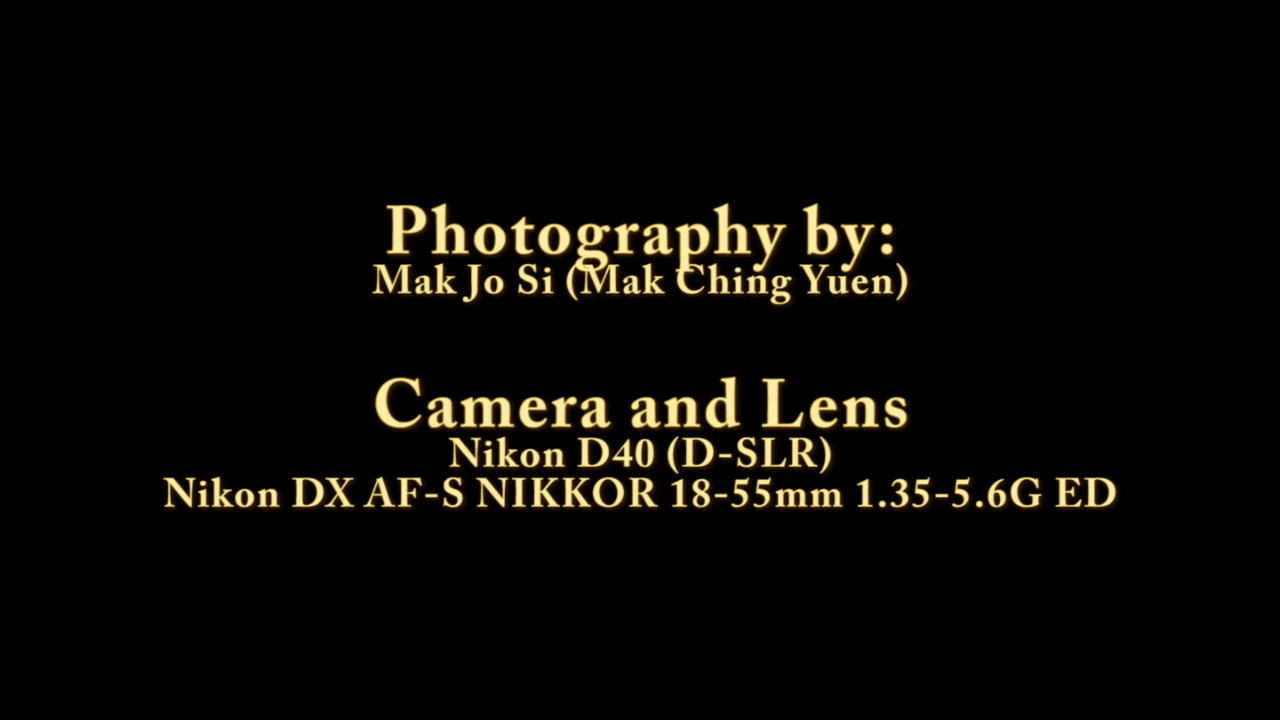 Photography by:
Mak Jo Si (Mak Ching Yuen)
Camera and Lens
Nikon D40 (D-SLR)
Nikon DX AF-S NIKKOR 18-55mm 1.35-5.6G ED